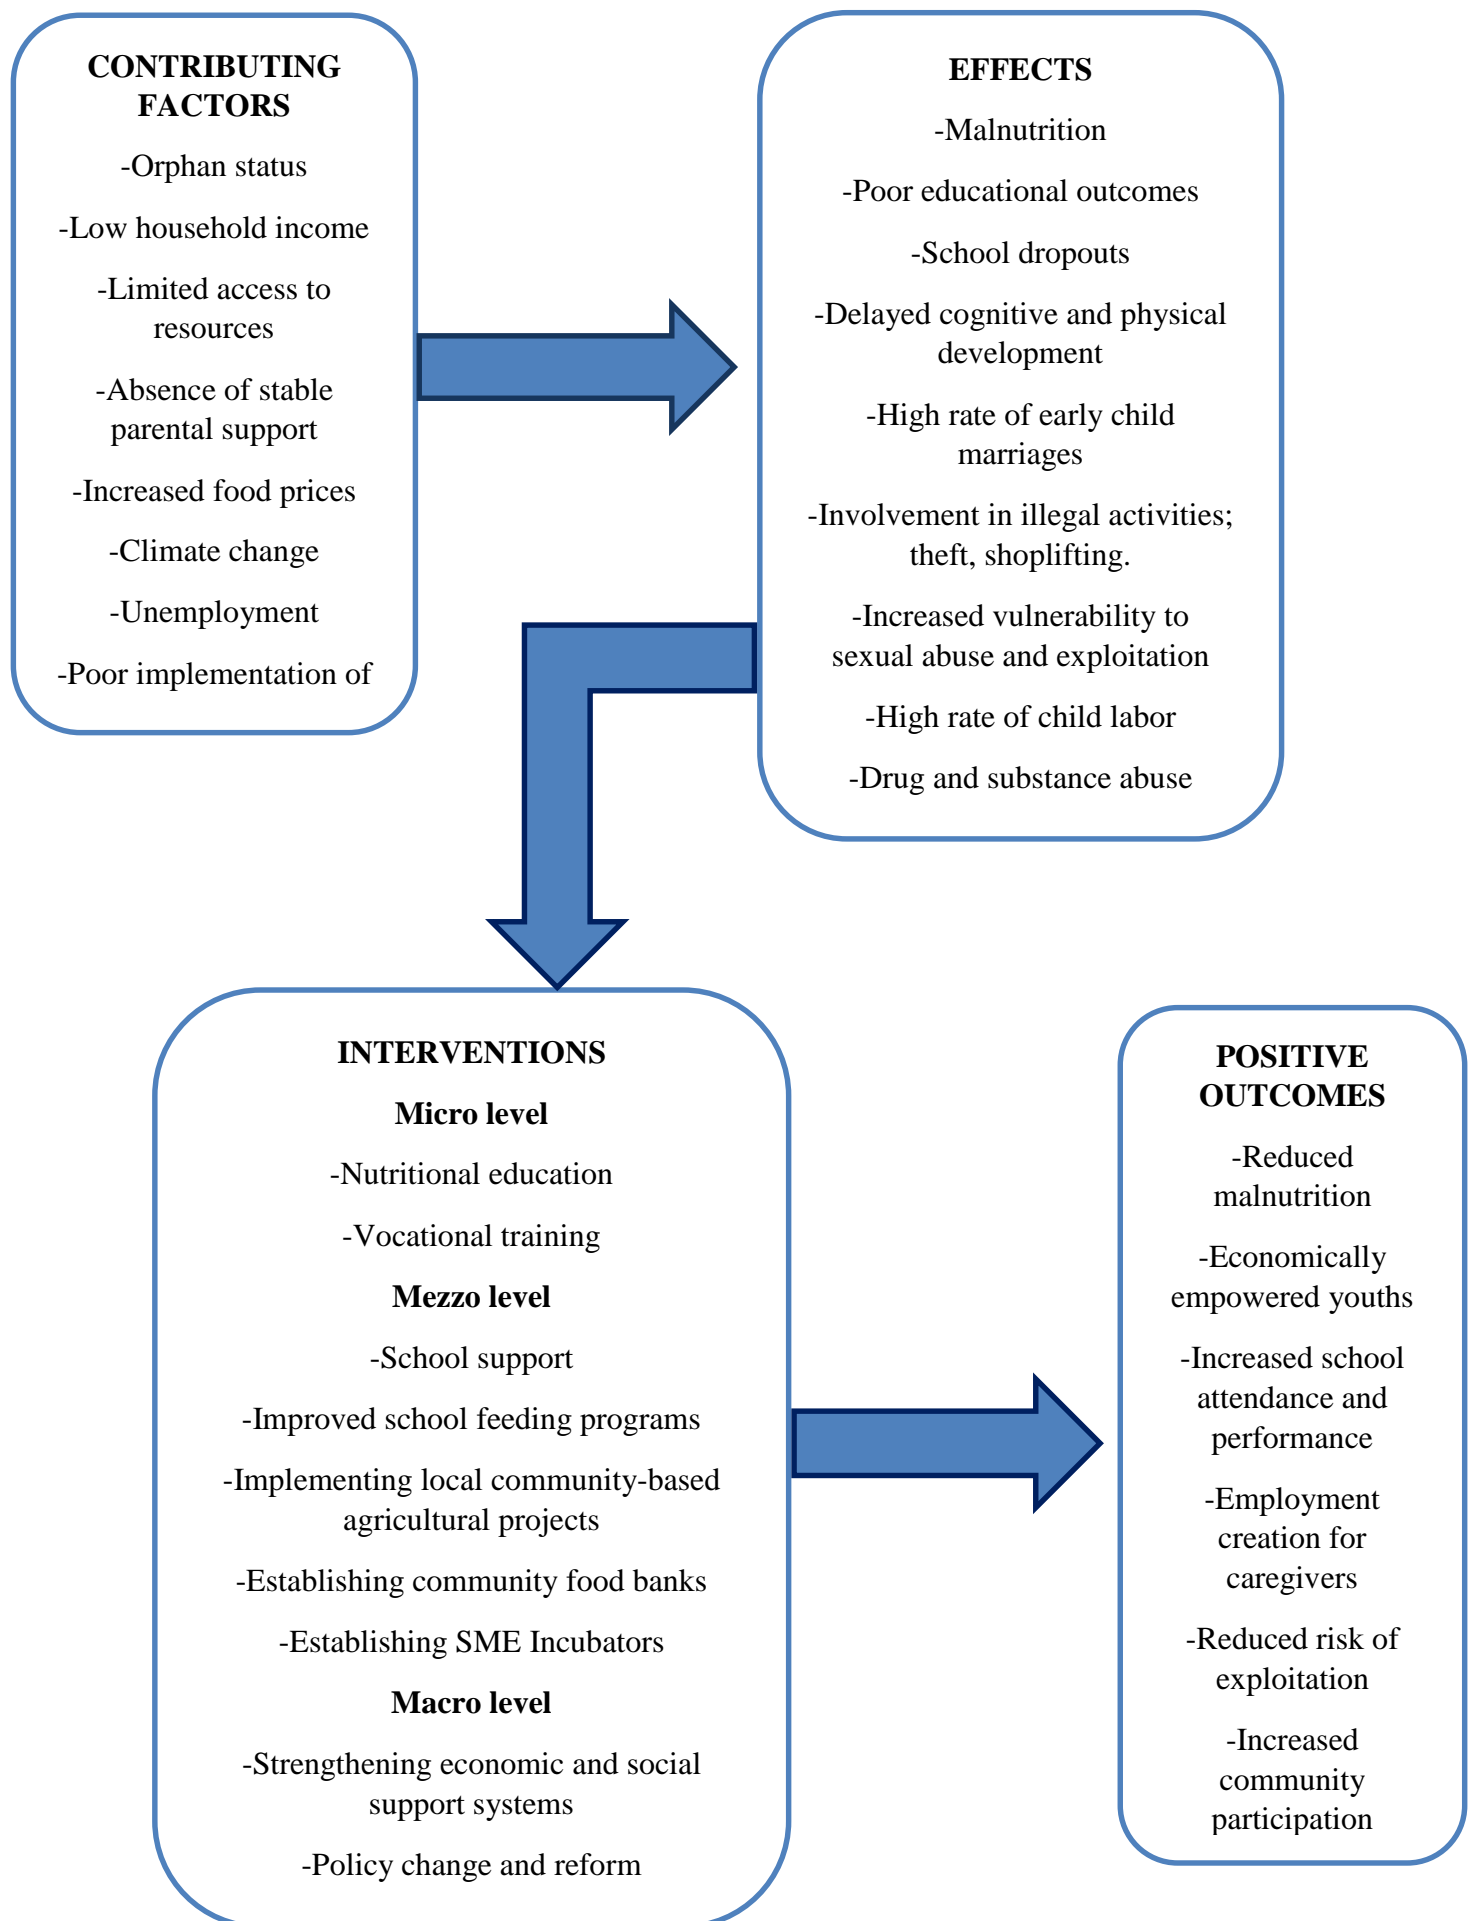 CONTRIBUTING
FACTORS
-Orphan status
-Low household income
-Limited access to
resources
-Absence of stable
parental support
-Increased food prices
-Climate change
-Unemployment
-Poor implementation of
EFFECTS
-Malnutrition
-Poor educational outcomes
-School dropouts
-Delayed cognitive and physical
development
-High rate of early child
marriages
-Involvement in illegal activities;
theft, shoplifting.
-Increased vulnerability to
sexual abuse and exploitation
-High rate of child labor
-Drug and substance abuse
INTERVENTIONS
Micro level
-Nutritional education
-Vocational training
Mezzo level
-School support
-Improved school feeding programs
-Implementing local community-based
agricultural projects
-Establishing community food banks
-Establishing SME Incubators
Macro level
-Strengthening economic and social
support systems
-Policy change and reform
POSITIVE
OUTCOMES
-Reduced
malnutrition
-Economically
empowered youths
-Increased school
attendance and
performance
-Employment
creation for
caregivers
-Reduced risk of
exploitation
-Increased
community
participation